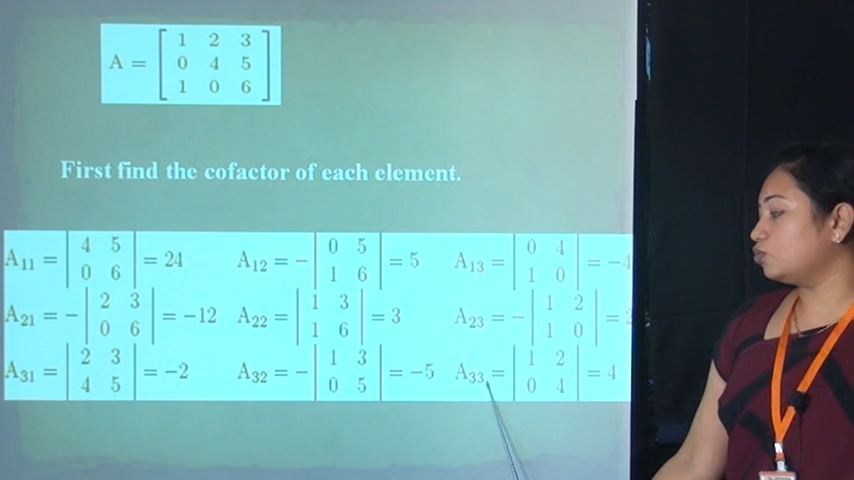 A = [ 1 2 3
0 4 5
1 0 6 ]
First find the cofactor of each element.
A11 = | 4 5 | = 24 A12 = − | 0 5 | = 5 A13 = | 0 4 | = −4
0 6 1 6 1 0
A21 = − | 2 3 | = −12 A22 = | 1 3 | = 3 A23 = − | 1 2 | = 2
0 6 1 6 1 0
A31 = | 2 3 | = −2 A32 = − | 1 3 | = −5 A33 = | 1 2 | = 4
4 5 0 5 0 4